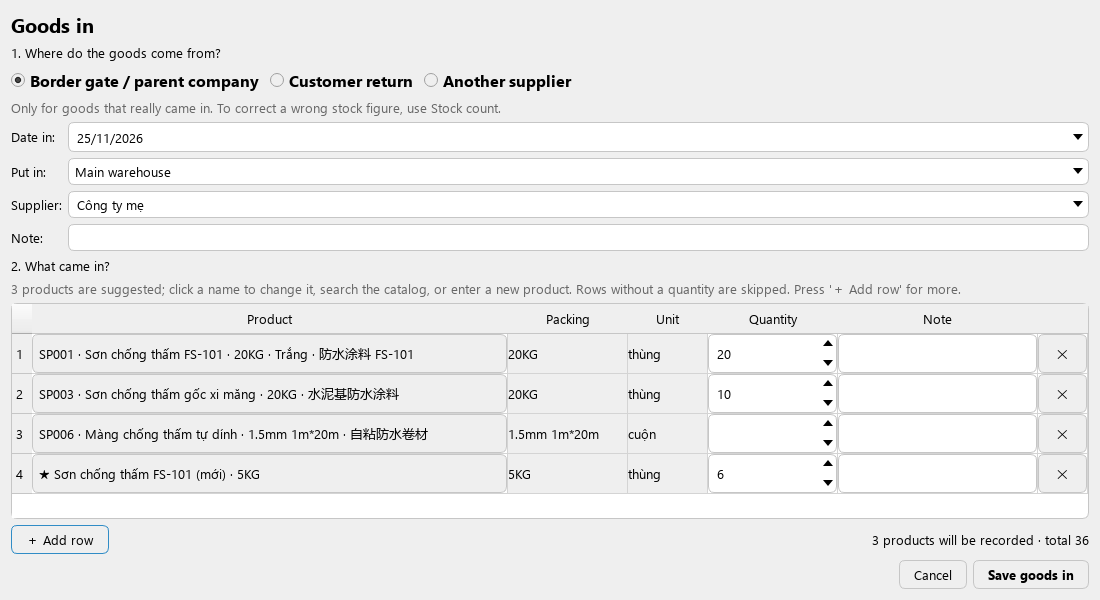 Goods in
1. Where do the goods come from?
Border gate / parent company Customer return Another supplier
Only for goods that really came in. To correct a wrong stock figure, use Stock count.
Date in: 25/11/2026
Put in: Main warehouse
Supplier: Công ty mẹ
Note:
2. What came in?
3 products are suggested; click a name to change it, search the catalog, or enter a new product. Rows without a quantity are skipped. Press '+ Add row' for more.
Product Packing Unit Quantity Note
1 SP001 · Sơn chống thấm FS-101 · 20KG · Trắng · 防水涂料 FS-101 20KG thùng 20 ×
2 SP003 · Sơn chống thấm gốc xi măng · 20KG · 水泥基防水涂料 20KG thùng 10 ×
3 SP006 · Màng chống thấm tự dính · 1.5mm 1m*20m · 自粘防水卷材 1.5mm 1m*20m cuộn ×
4 ★ Sơn chống thấm FS-101 (mới) · 5KG 5KG thùng 6 ×
+ Add row 3 products will be recorded · total 36
Cancel Save goods in